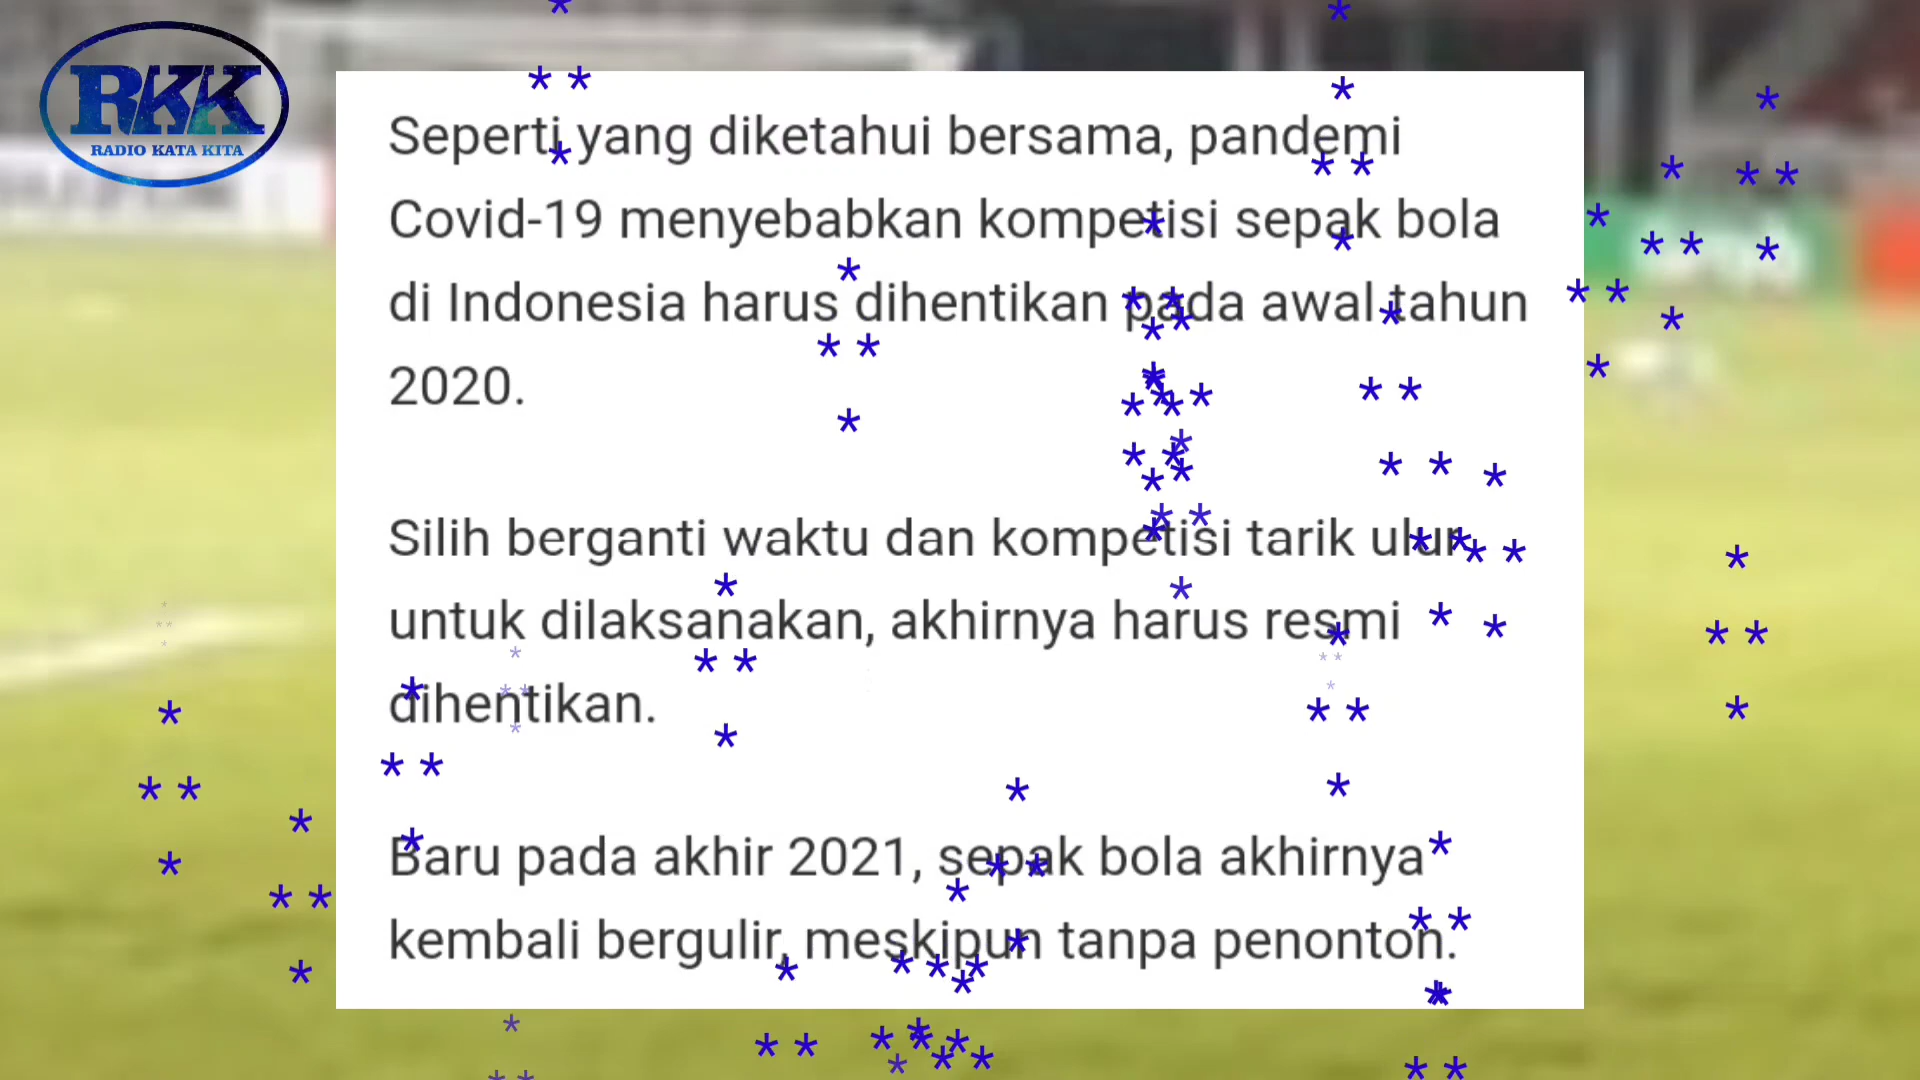 RKK
RADIO KATA KITA
Seperti yang diketahui bersama, pandemi
Covid-19 menyebabkan kompetisi sepak bola
di Indonesia harus dihentikan pada awal tahun
2020.
Silih berganti waktu dan kompetisi tarik ulur
untuk dilaksanakan, akhirnya harus resmi
dihentikan.
Baru pada akhir 2021, sepak bola akhirnya
kembali bergulir, meskipun tanpa penonton.